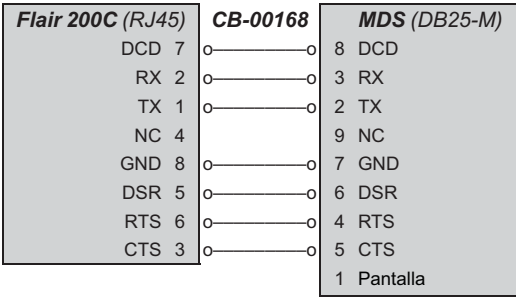 Flair 200C (RJ45) CB-00168 MDS (DB25-M)
DCD 7 o o 8 DCD
RX 2 o o 3 RX
TX 1 o o 2 TX
NC 4 9 NC
GND 8 o o 7 GND
DSR 5 o o 6 DSR
RTS 6 o o 4 RTS
CTS 3 o o 5 CTS
1 Pantalla